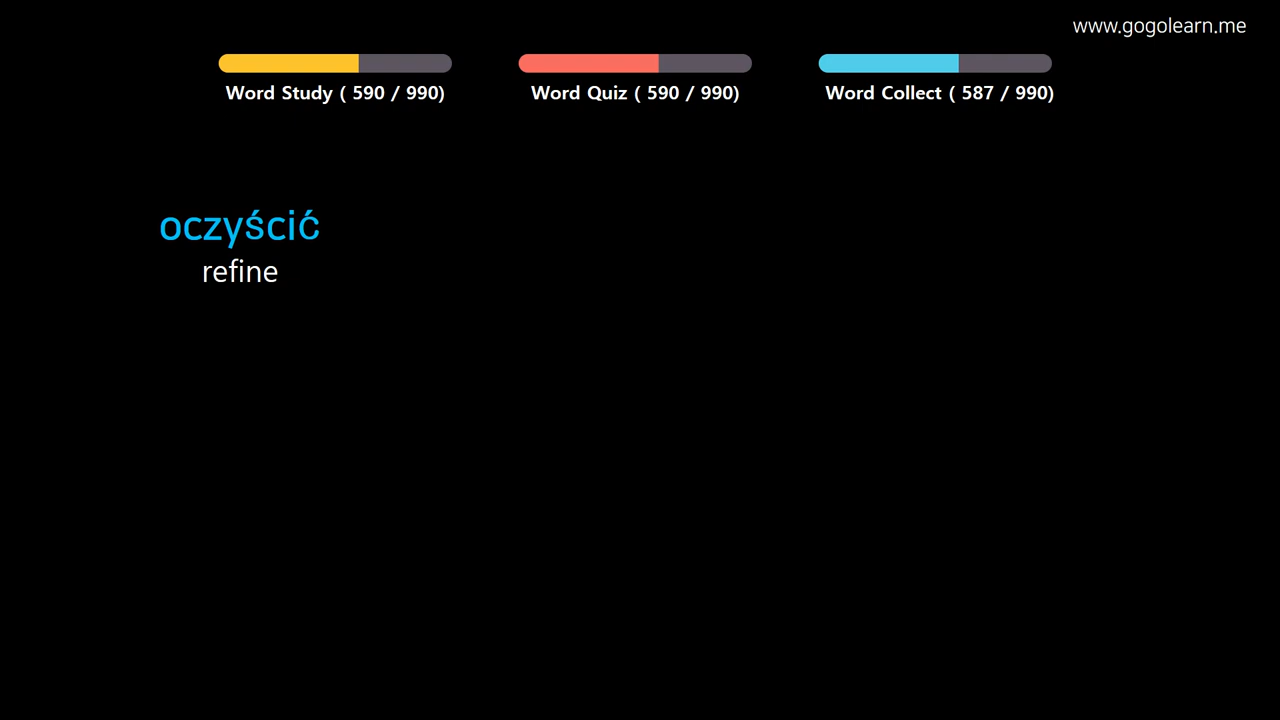 www.gogolearn.me
Word Study ( 590 / 990)
Word Quiz ( 590 / 990)
Word Collect ( 587 / 990)
oczyścić
refine